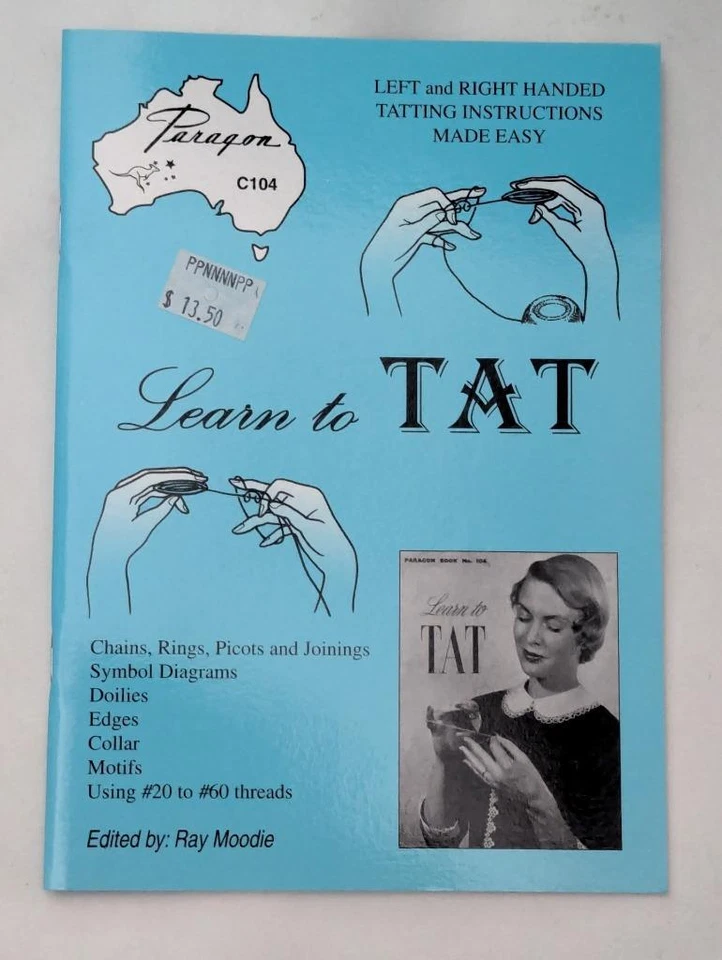 Paragon
C104
LEFT and RIGHT HANDED
TATTING INSTRUCTIONS
MADE EASY
PPNNNNPP
$ 13.50
Learn to TAT
PARAGON BOOK No. 104
Learn to
TAT
Chains, Rings, Picots and Joinings
Symbol Diagrams
Doilies
Edges
Collar
Motifs
Using #20 to #60 threads
Edited by: Ray Moodie